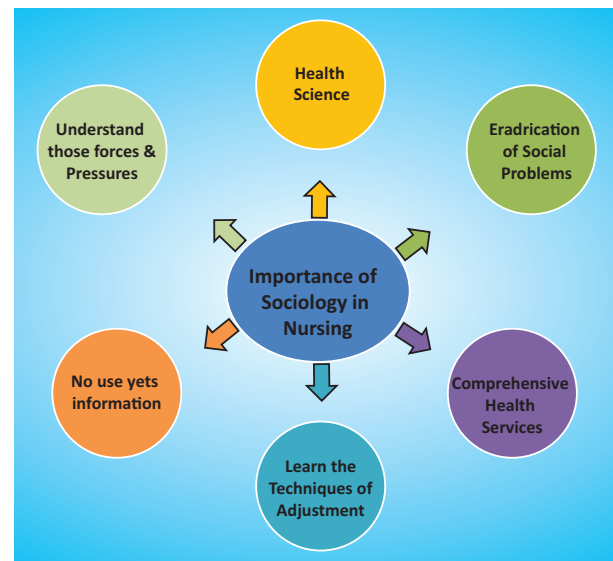 Health
Science
Eradrication
of Social
Problems
Comprehensive
Health
Services
Learn the
Techniques of
Adjustment
No use yets
information
Understand
those forces &
Pressures
Importance of
Sociology in
Nursing